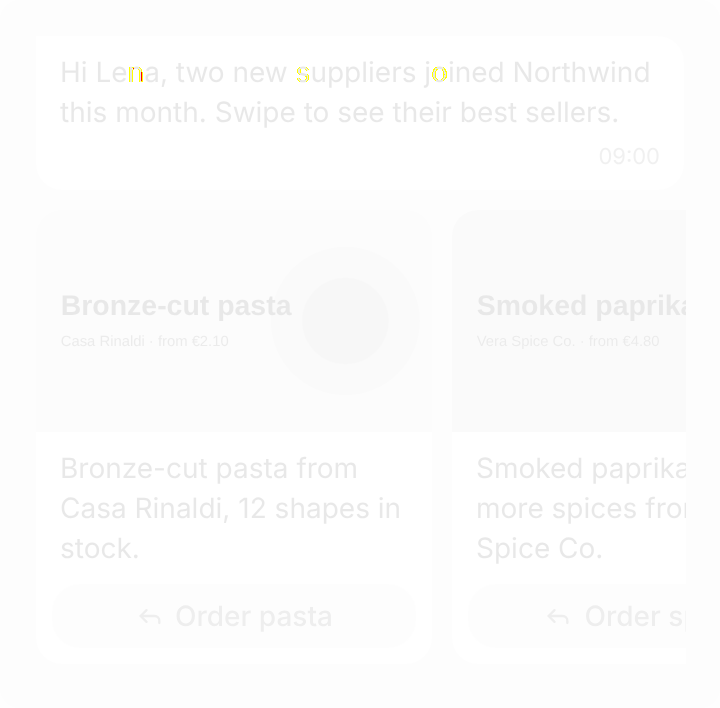 Hi Lena, two new suppliers joined Northwind
this month. Swipe to see their best sellers.
09:00
Bronze-cut pasta
Casa Rinaldi · from €2.10
Smoked paprika
Vera Spice Co. · from €4.80
Bronze-cut pasta from
Casa Rinaldi, 12 shapes in
stock.
Smoked paprika
more spices
Spice Co.
Order pasta
Order